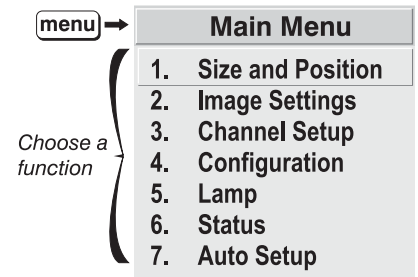 menu Main Menu
1. Size and Position
2. Image Settings
3. Channel Setup
Choose a
function
4. Configuration
5. Lamp
6. Status
7. Auto Setup